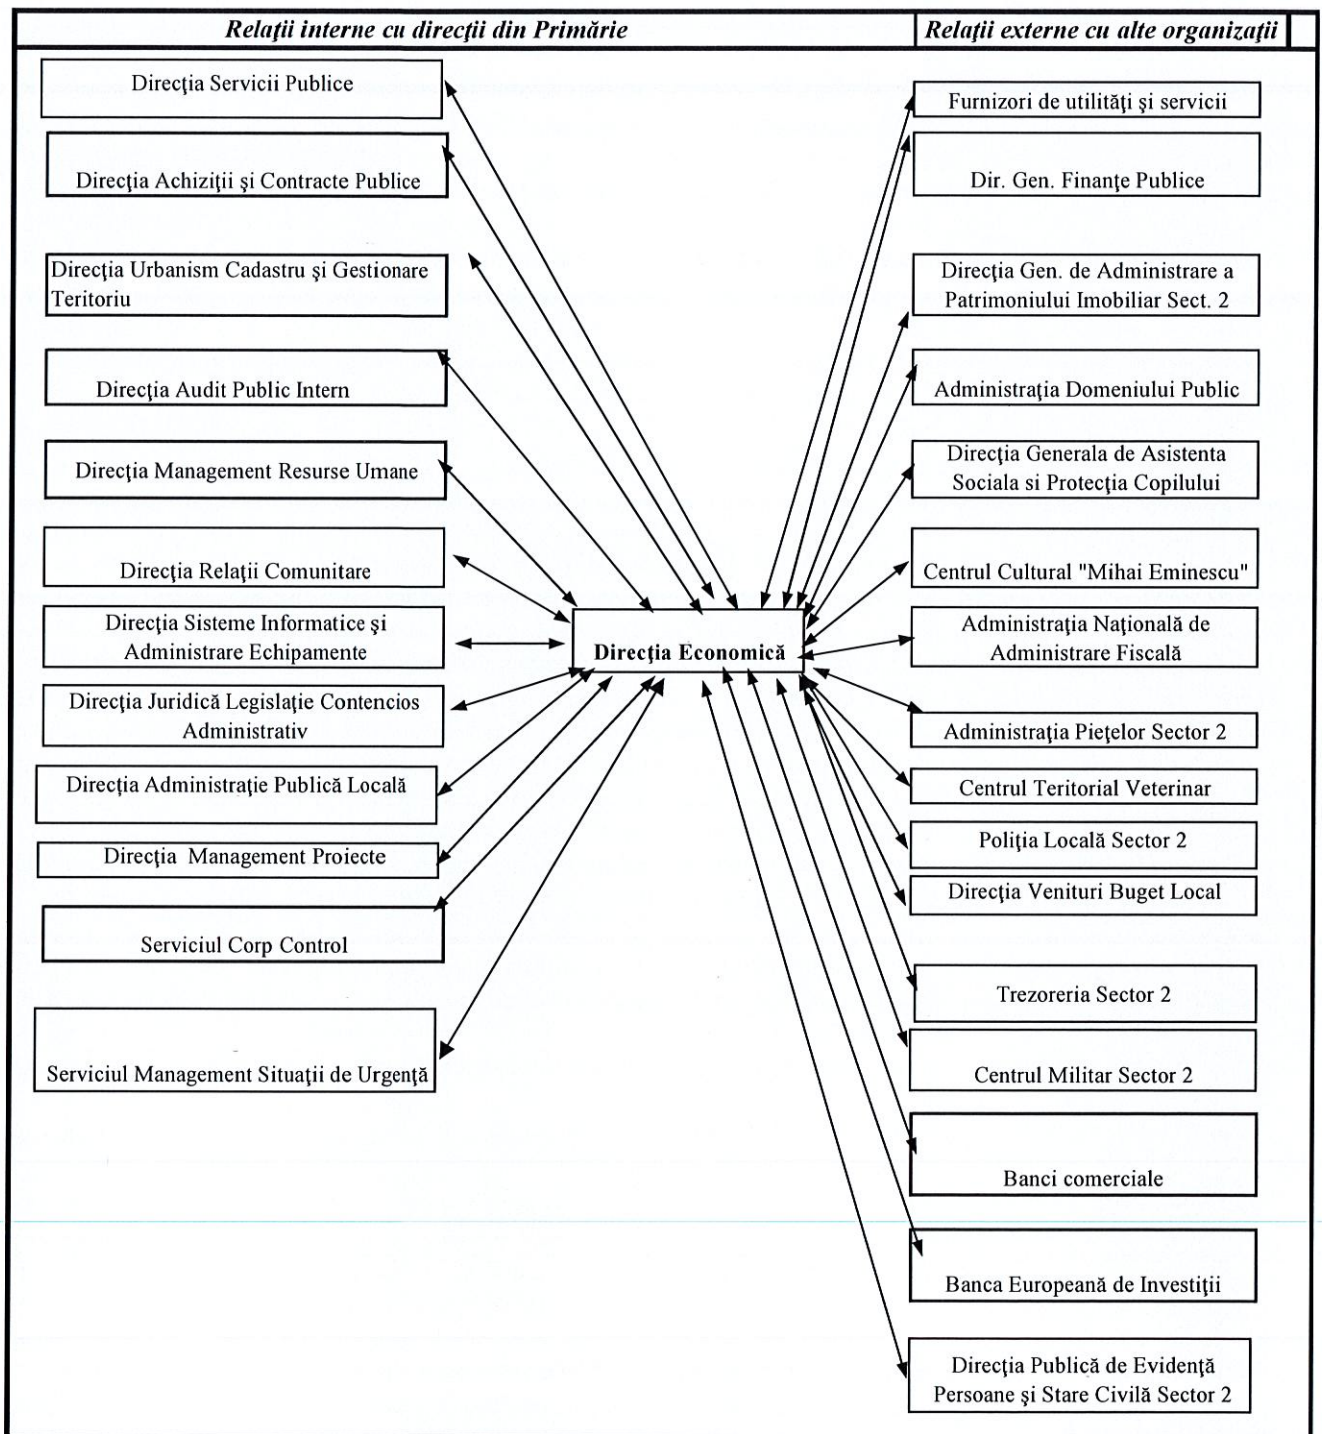 Relaţii interne cu direcţii din Primărie
Relaţii externe cu alte organizaţii
Direcţia Servicii Publice
Direcţia Achiziţii şi Contracte Publice
Direcţia Urbanism Cadastru şi Gestionare
Teritoriu
Direcţia Audit Public Intern
Direcţia Management Resurse Umane
Direcţia Relaţii Comunitare
Direcţia Sisteme Informatice şi
Administrare Echipamente
Direcţia Juridică Legislaţie Contencios
Administrativ
Direcţia Administraţie Publică Locală
Direcţia Management Proiecte
Serviciul Corp Control
Serviciul Management Situaţii de Urgenţă
Direcţia Economică
Furnizori de utilităţi şi servicii
Dir. Gen. Finanţe Publice
Direcţia Gen. de Administrare a
Patrimoniului Imobiliar Sect. 2
Administraţia Domeniului Public
Direcţia Generala de Asistenta
Sociala si Protecţia Copilului
Centrul Cultural "Mihai Eminescu"
Administraţia Naţională de
Administrare Fiscală
Administraţia Pieţelor Sector 2
Centrul Teritorial Veterinar
Poliţia Locală Sector 2
Direcţia Venituri Buget Local
Trezoreria Sector 2
Centrul Militar Sector 2
Banci comerciale
Banca Europeană de Investiţii
Direcţia Publică de Evidenţă
Persoane şi Stare Civilă Sector 2